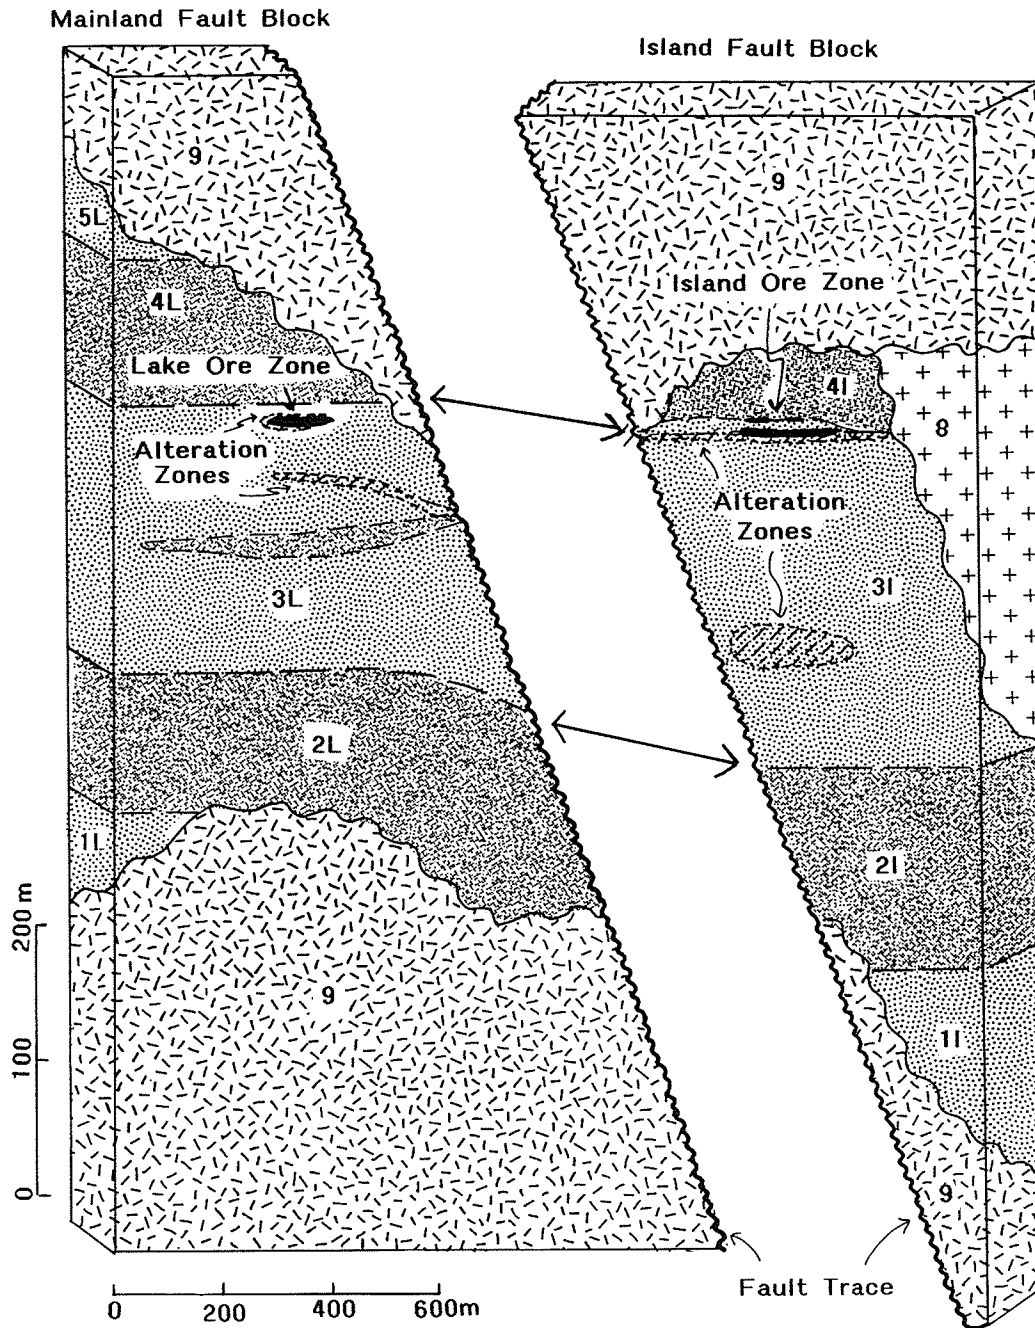 Mainland Fault Block
Island Fault Block
9
9
5L
4L
Island Ore Zone
Lake Ore Zone
4I
8
Alteration
Zones
Alteration
Zones
3L
3I
2L
1I
2I
200 m
9
1I
100
0
9
Fault Trace
0 200 400 600m